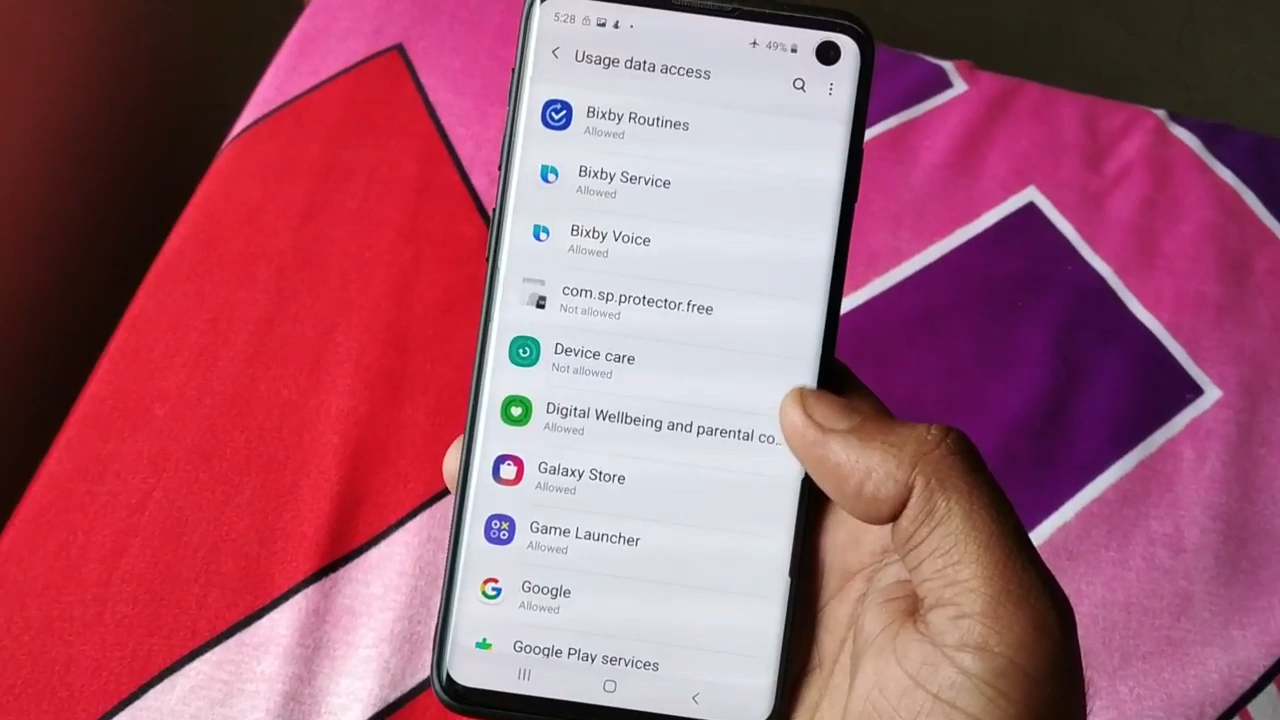 5:28
49%
Usage data access
Bixby Routines
Allowed
Bixby Service
Allowed
Bixby Voice
Allowed
com.sp.protector.free
Not allowed
Device care
Not allowed
Digital Wellbeing and parental co..
Allowed
Galaxy Store
Allowed
Game Launcher
Allowed
Google
Allowed
Google Play services